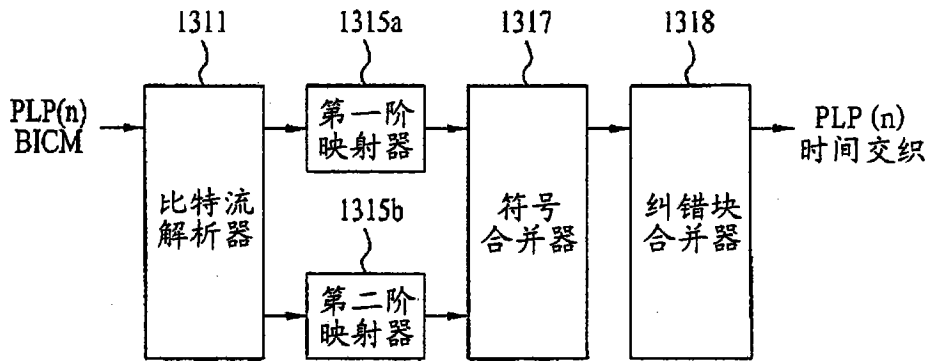 1311
1315a
1317
1318
PLP(n)
BICM
比特流
解析器
第一阶
映射器
1315b
第二阶
映射器
符号
合并器
纠错块
合并器
PLP (n)
时间交织